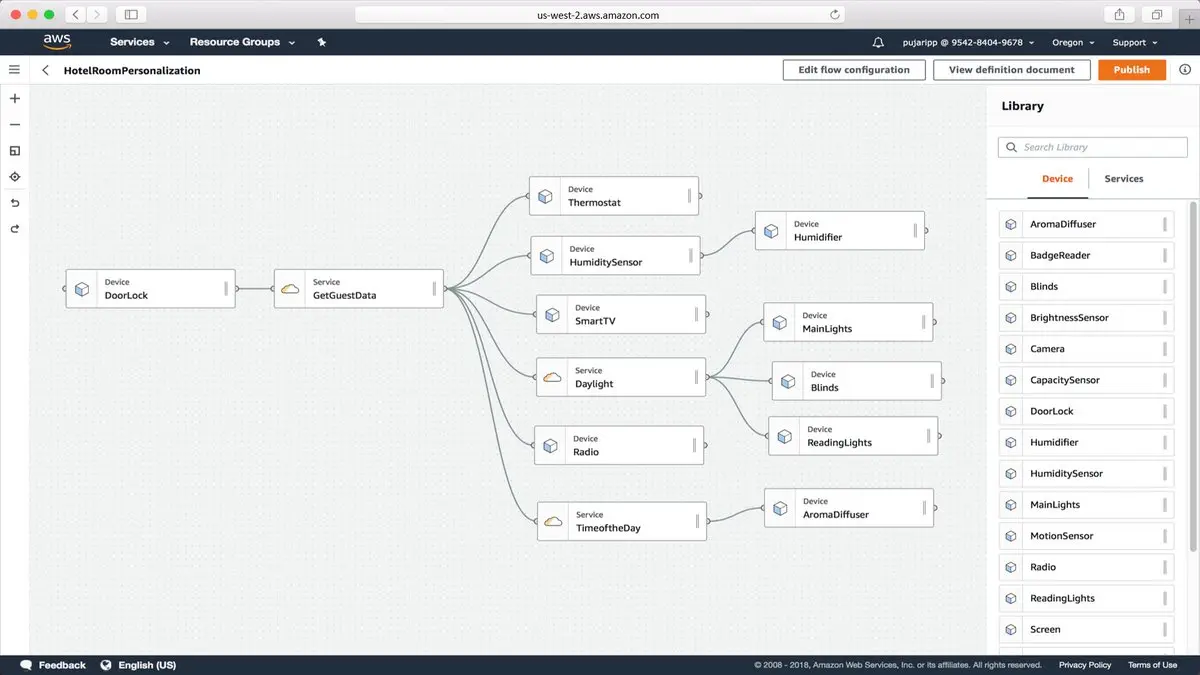 us-west-2.aws.amazon.com
aws Services Resource Groups pujaripp @ 9542-8404-9678 Oregon Support
HotelRoomPersonalization Edit flow configuration View definition document Publish
Library
Search Library
Device Services
Device
DoorLock
Service
GetGuestData
Device
Thermostat
Device
HumiditySensor
Device
SmartTV
Service
Daylight
Device
Radio
Service
TimeoftheDay
Device
Humidifier
Device
MainLights
Device
Blinds
Device
ReadingLights
Device
AromaDiffuser
AromaDiffuser
BadgeReader
Blinds
BrightnessSensor
Camera
CapacitySensor
DoorLock
Humidifier
HumiditySensor
MainLights
MotionSensor
Radio
ReadingLights
Screen
Feedback English (US) © 2008 - 2018, Amazon Web Services, Inc. or its affiliates. All rights reserved. Privacy Policy Terms of Use